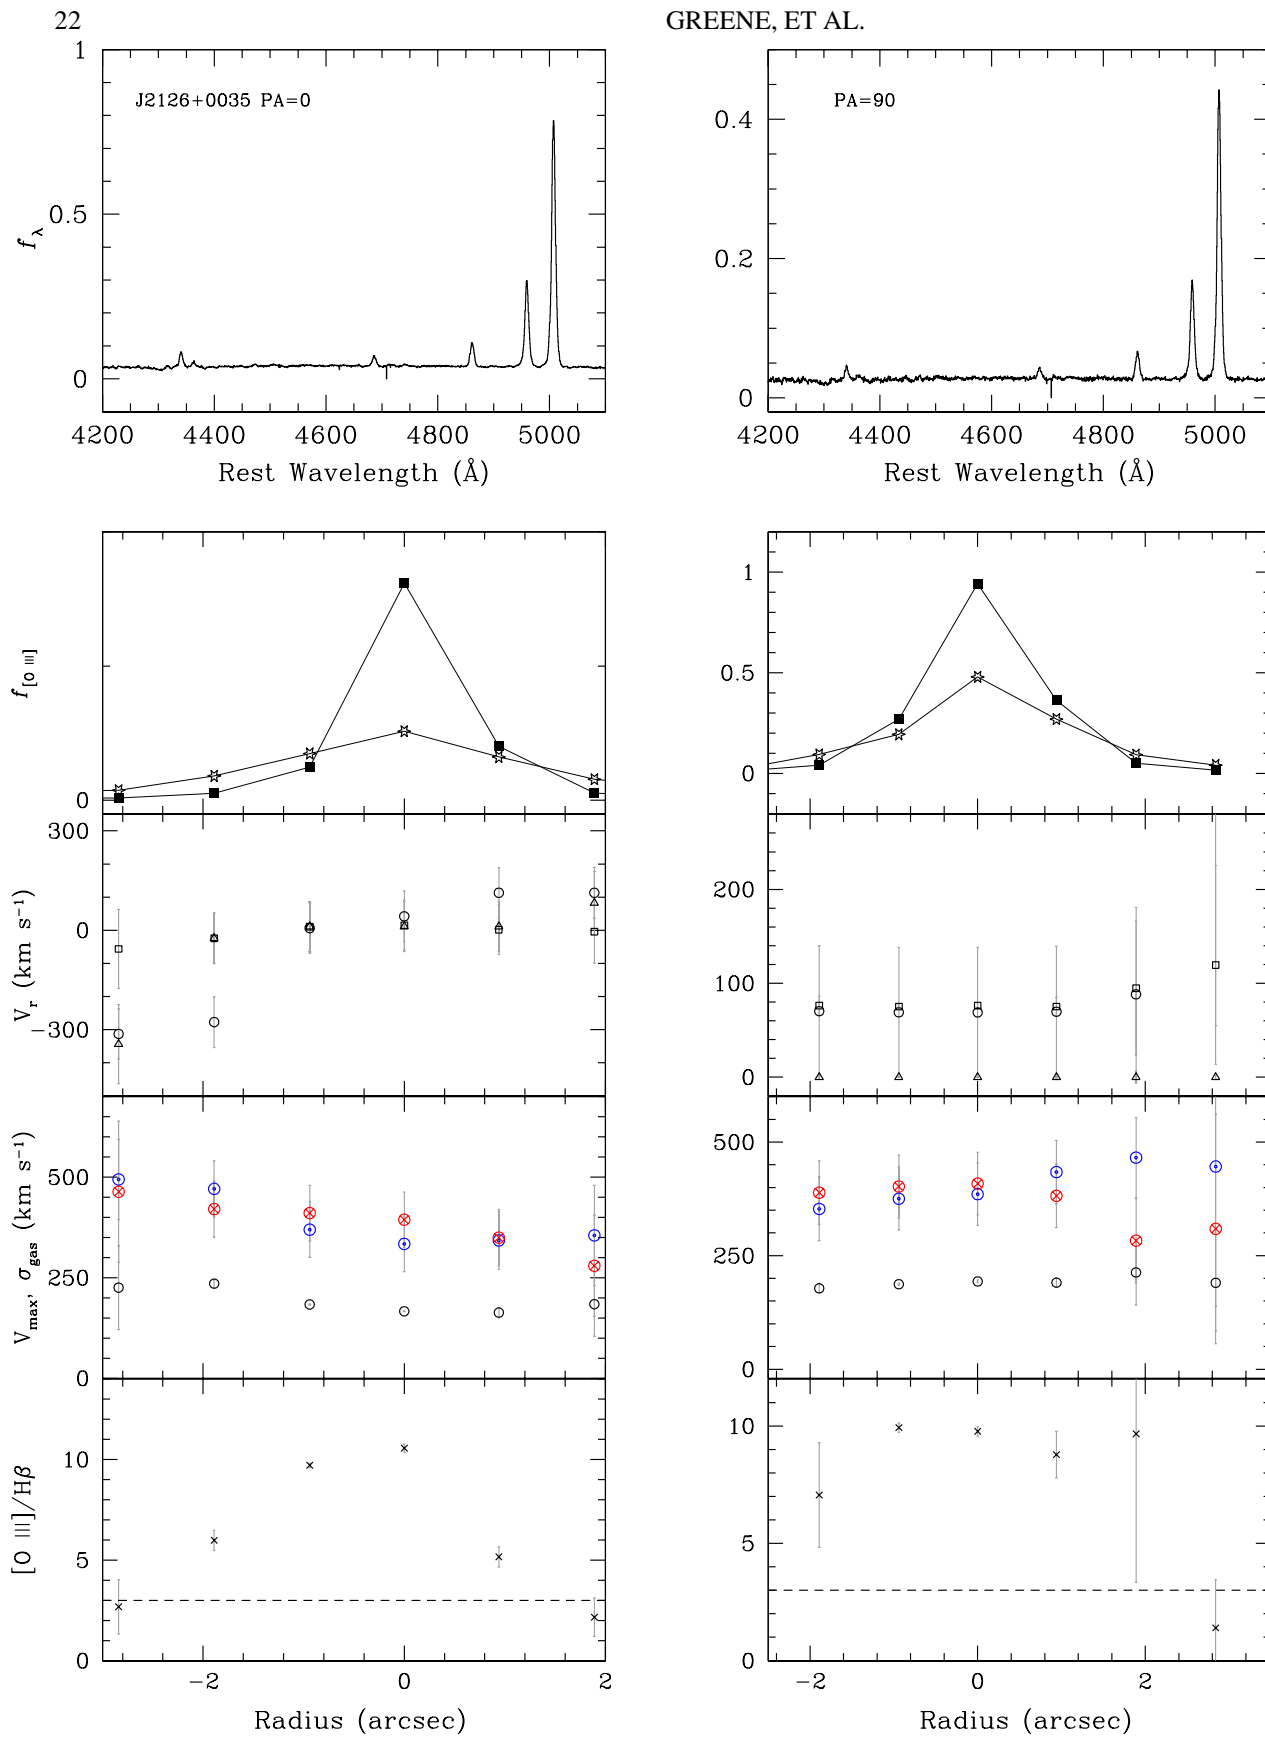 22
GREENE, ET AL.
1
0.5
0
f_λ
J2126+0035 PA=0
4200 4400 4600 4800 5000
Rest Wavelength (Å)
PA=90
0.4
0.2
0
4200 4400 4600 4800 5000
Rest Wavelength (Å)
f[O III]
0
1
0.5
0
V_r (km s⁻¹)
300
0
−300
200
100
0
V_max, σ_gas (km s⁻¹)
500
250
0
500
250
0
[O III]/Hβ
10
5
0
10
5
0
−2 0 2
Radius (arcsec)
−2 0 2
Radius (arcsec)